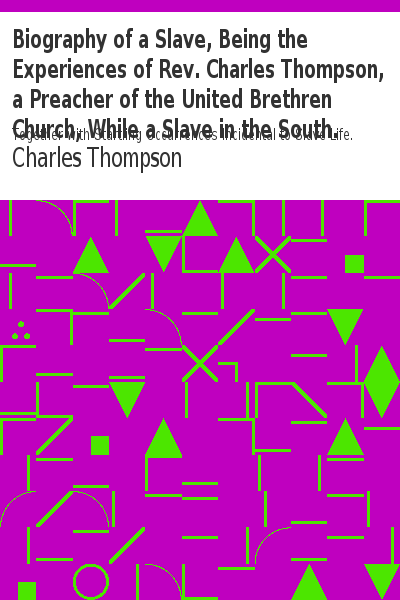 Biography of a Slave, Being the
Experiences of Rev. Charles Thompson,
a Preacher of the United Brethren
Church, While a Slave in the South.
Together with Startling Occurrences Incidental to Slave Life.
Charles Thompson